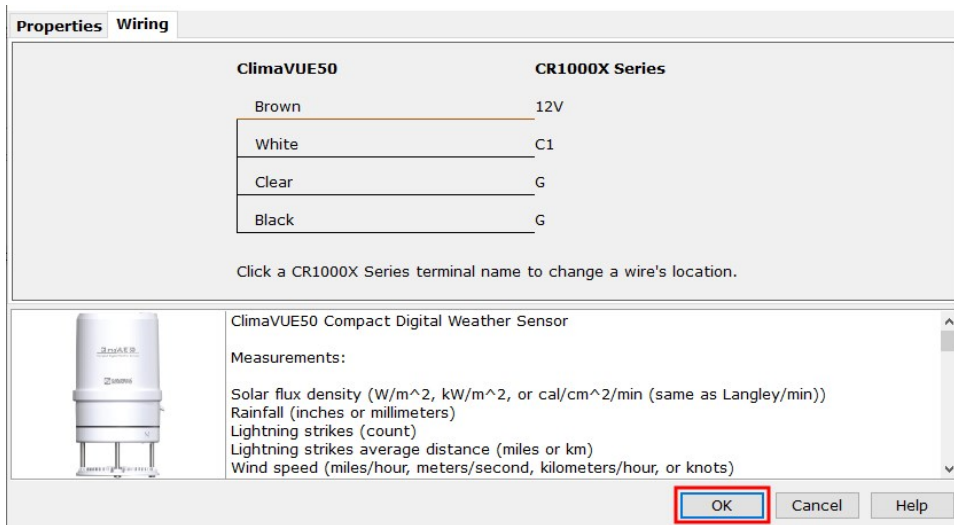 Properties Wiring
ClimaVUE50 CR1000X Series
Brown 12V
White C1
Clear G
Black G
Click a CR1000X Series terminal name to change a wire's location.
ClimaVUE50 Compact Digital Weather Sensor
Measurements:
Solar flux density (W/m^2, kW/m^2, or cal/cm^2/min (same as Langley/min))
Rainfall (inches or millimeters)
Lightning strikes (count)
Lightning strikes average distance (miles or km)
Wind speed (miles/hour, meters/second, kilometers/hour, or knots)
OK Cancel Help